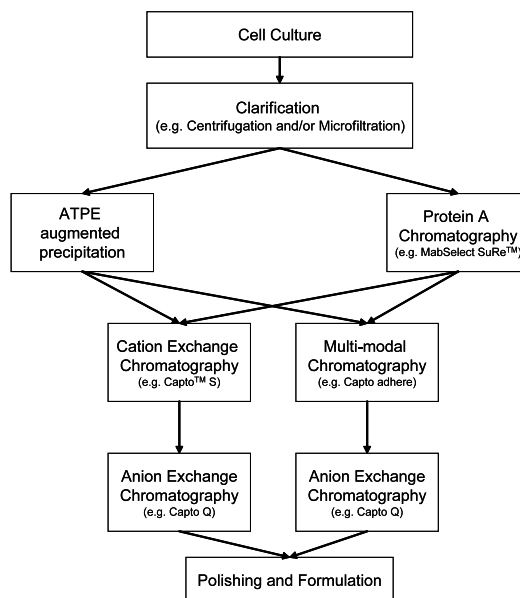 Cell Culture
Clarification
(e.g. Centrifugation and/or Microfiltration)
ATPE
augmented
precipitation
Protein A
Chromatography
(e.g. MabSelect SuRe™)
Cation Exchange
Chromatography
(e.g. Capto™ S)
Multi-modal
Chromatography
(e.g. Capto adhere)
Anion Exchange
Chromatography
(e.g. Capto Q)
Anion Exchange
Chromatography
(e.g. Capto Q)
Polishing and Formulation